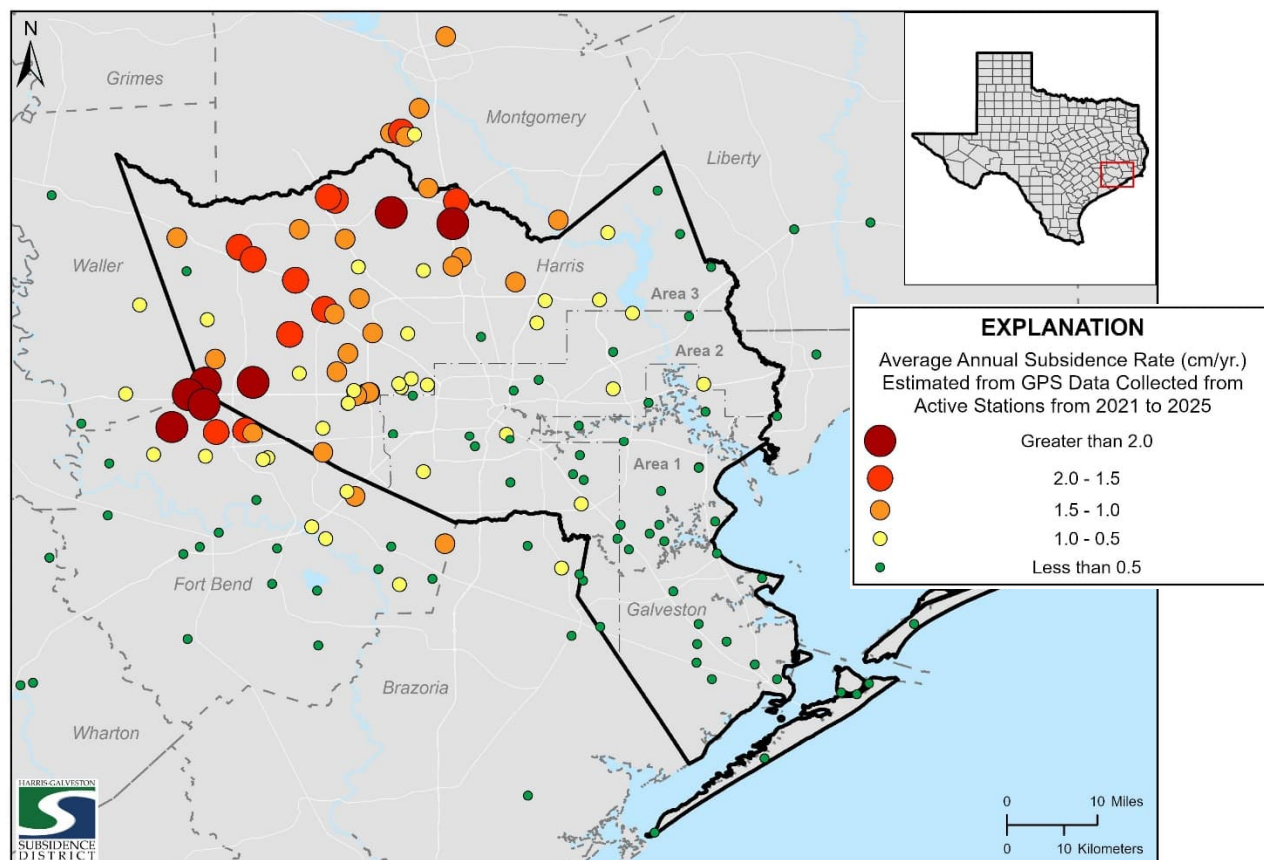 N
Grimes
Montgomery
Liberty
Waller
Harris
Area 3
Area 2
Area 1
Fort Bend
Galveston
Brazoria
Wharton
EXPLANATION
Average Annual Subsidence Rate (cm/yr.)
Estimated from GPS Data Collected from
Active Stations from 2021 to 2025
Greater than 2.0
2.0 - 1.5
1.5 - 1.0
1.0 - 0.5
Less than 0.5
HARRIS-GALVESTON
SUBSIDENCE
DISTRICT
0 10 Miles
0 10 Kilometers